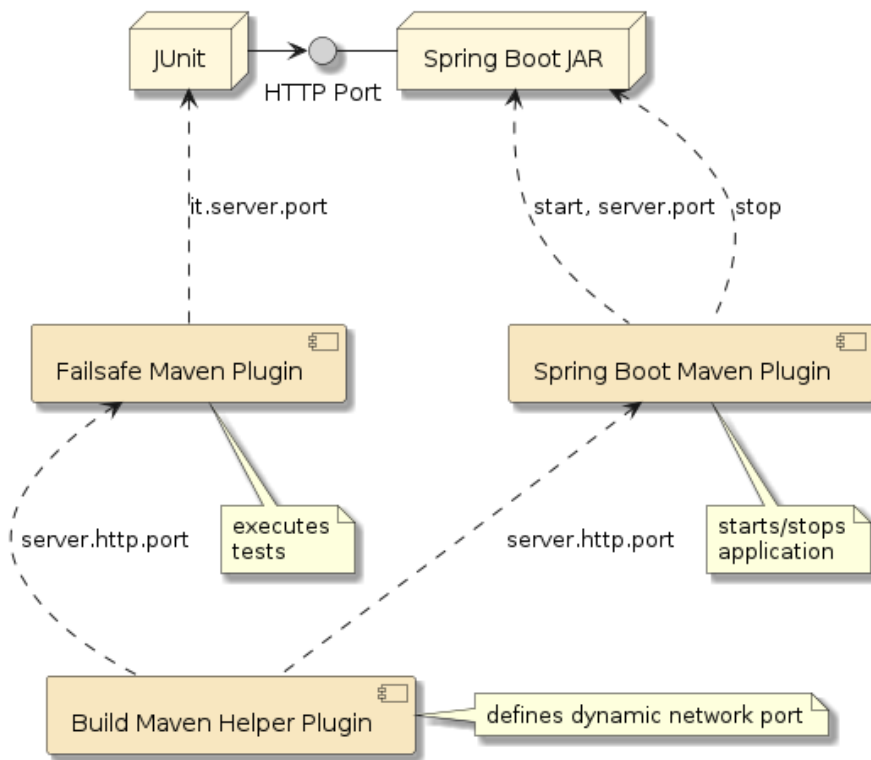 JUnit
Spring Boot JAR
HTTP Port
it.server.port
start, server.port
stop
Failsafe Maven Plugin
Spring Boot Maven Plugin
server.http.port
executes
tests
server.http.port
starts/stops
application
Build Maven Helper Plugin
defines dynamic network port